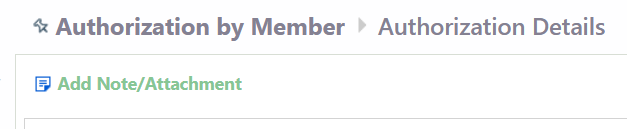 Authorization by Member Authorization Details
Add Note/Attachment